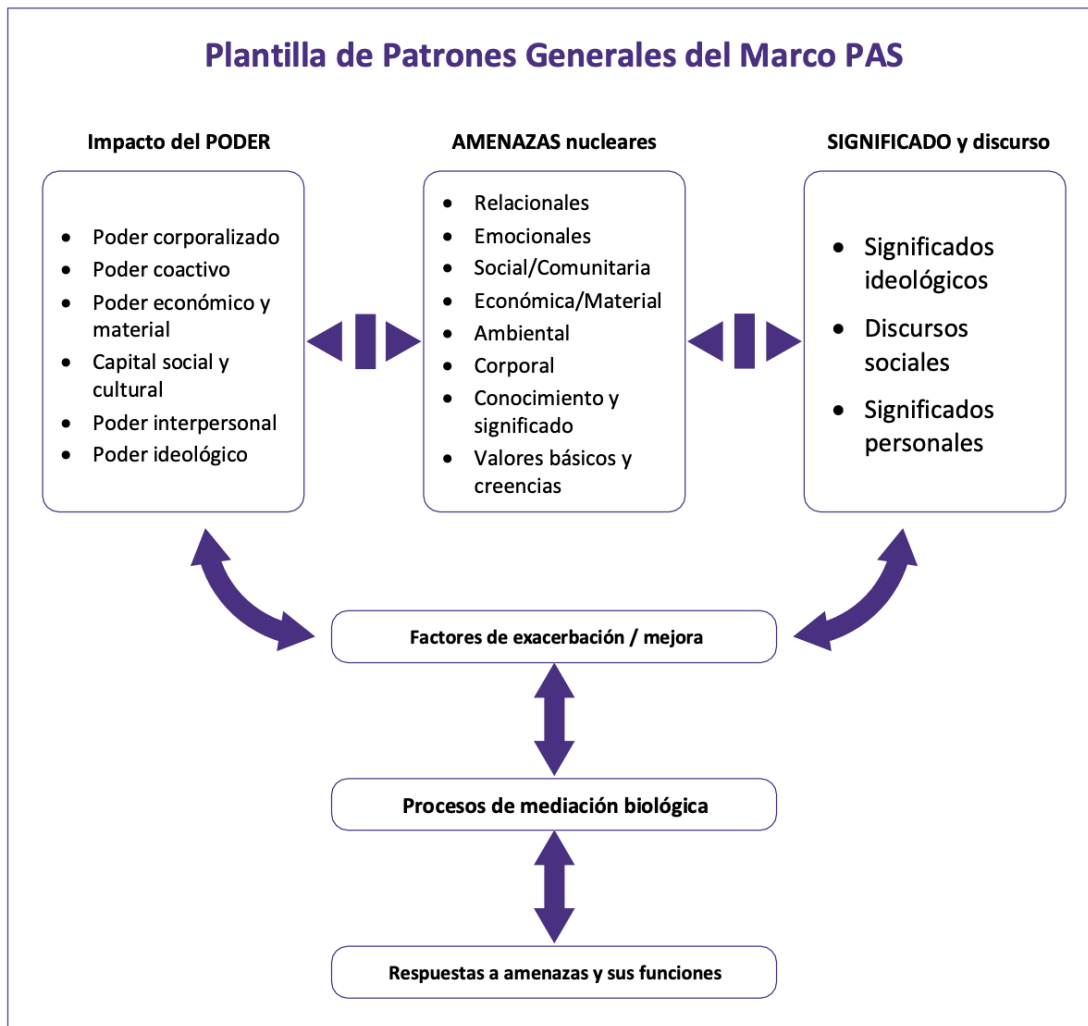 Plantilla de Patrones Generales del Marco PAS
Impacto del PODER
• Poder corporalizado
• Poder coactivo
• Poder económico y
material
• Capital social y
cultural
• Poder interpersonal
• Poder ideológico
AMENAZAS nucleares
• Relacionales
• Emocionales
• Social/Comunitaria
• Económica/Material
• Ambiental
• Corporal
• Conocimiento y
significado
• Valores básicos y
creencias
SIGNIFICADO y discurso
• Significados
ideológicos
• Discursos
sociales
• Significados
personales
Factores de exacerbación / mejora
Procesos de mediación biológica
Respuestas a amenazas y sus funciones